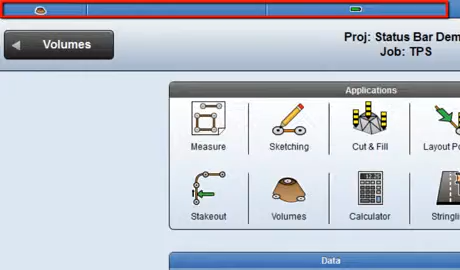 Volumes
Proj: Status Bar Dem
Job: TPS
Applications
Measure
Sketching
Cut & Fill
Layout Po
Stakeout
Volumes
Calculator
Stringli
Data